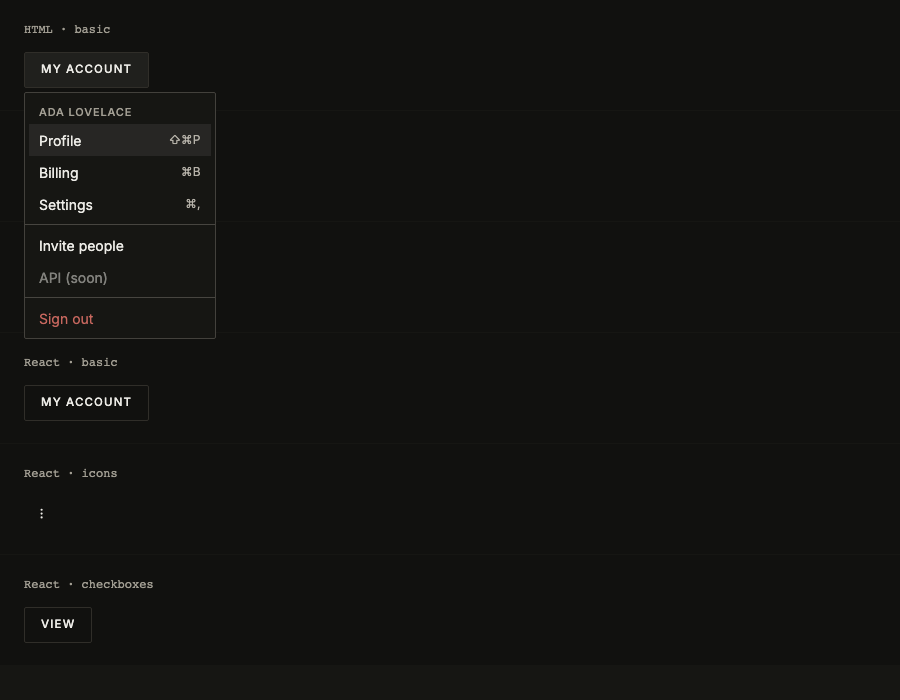 HTML · basic
MY ACCOUNT
ADA LOVELACE
Profile ⇧⌘P
Billing ⌘B
Settings ⌘,
Invite people
API (soon)
Sign out
React · basic
MY ACCOUNT
React · icons
React · checkboxes
VIEW